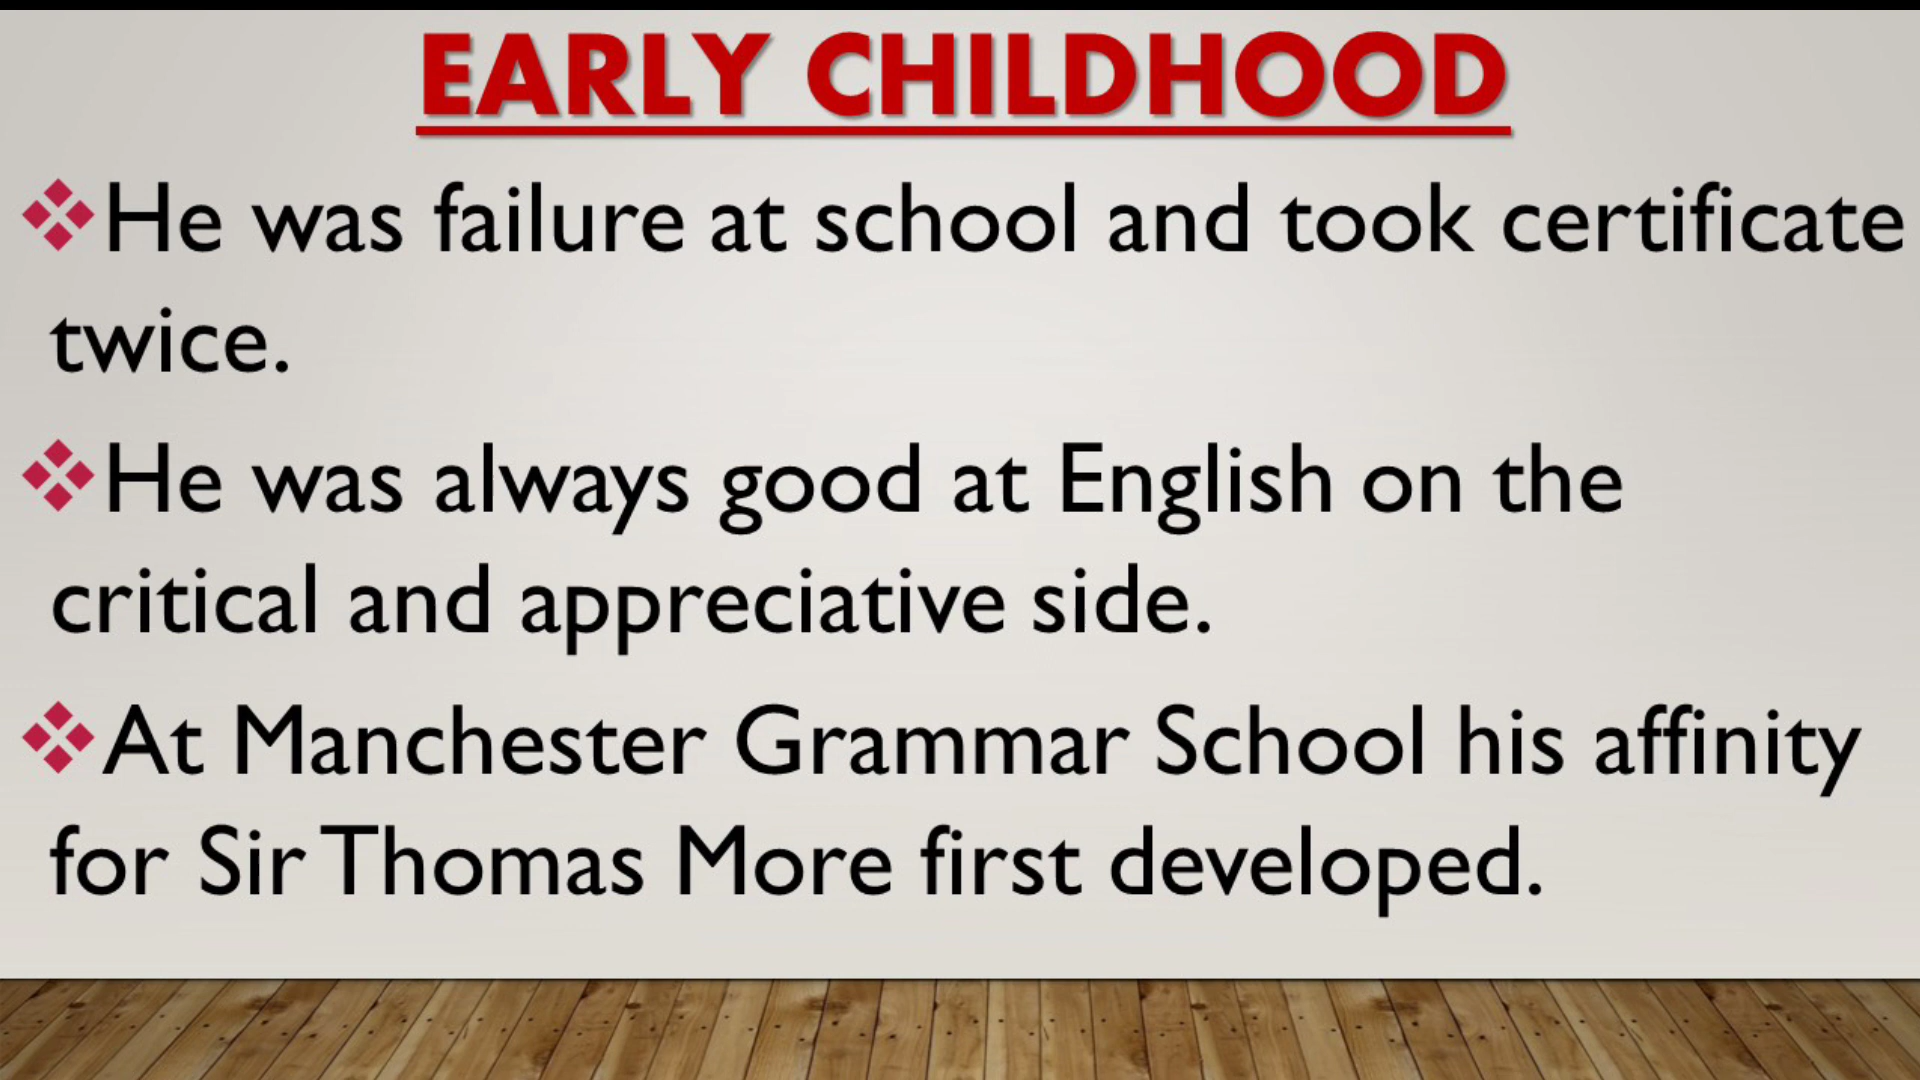 EARLY CHILDHOOD
❖He was failure at school and took certificate
twice.
❖He was always good at English on the
critical and appreciative side.
❖At Manchester Grammar School his affinity
for Sir Thomas More first developed.